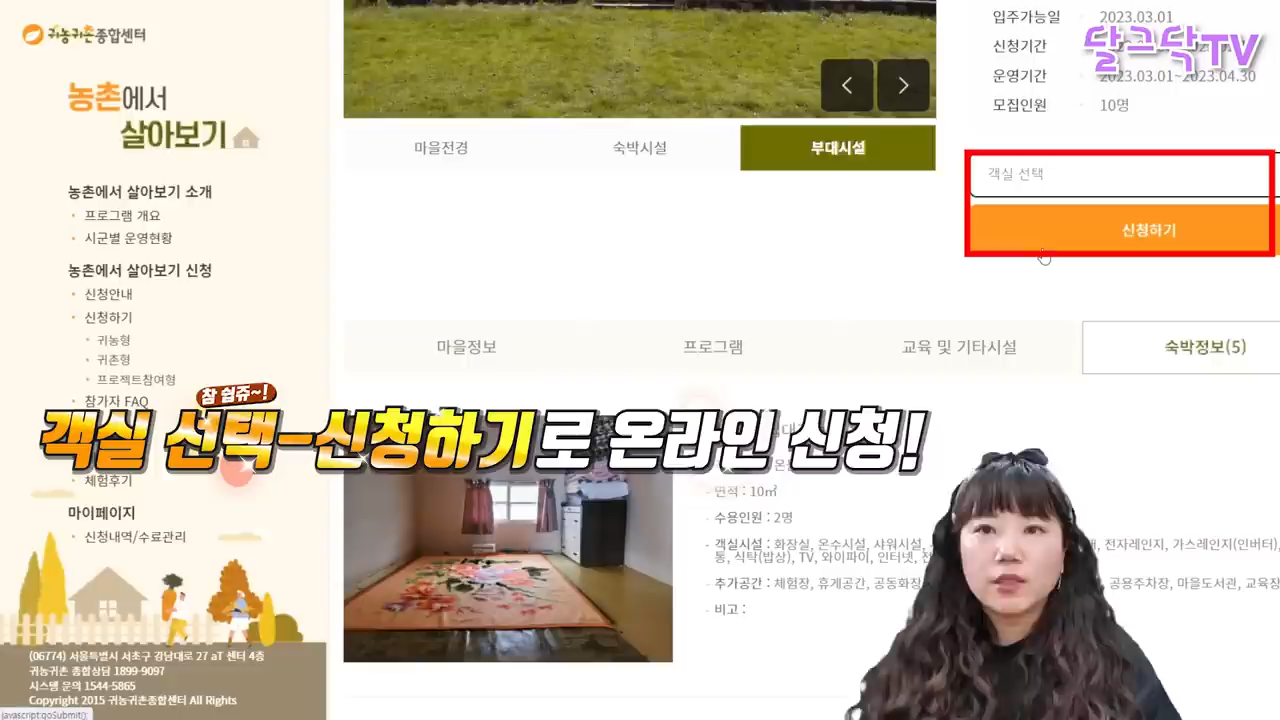 귀농귀촌종합센터
농촌에서
살아보기
농촌에서 살아보기 소개
프로그램 개요
시군별 운영현황
농촌에서 살아보기 신청
신청안내
신청하기
귀농형
귀촌형
프로젝트참여형
참가자 FAQ
체험후기
마이페이지
신청내역/수료관리
(06774) 서울특별시 서초구 강남대로 27 aT 센터 4층
귀농귀촌 종합상담 1899-9097
시스템 문의 1544-5865
Copyright 2015 귀농귀촌종합센터 All Rights
javascript:goSubmit();
마을전경
숙박시설
부대시설
입주가능일
2023.03.01
신청기간
운영기간
2023.03.01~2023.04.30
모집인원
10명
달그닥TV
객실 선택
신청하기
마을정보
프로그램
교육 및 기타시설
숙박정보(5)
참 쉽쥬~!
객실 선택-신청하기로 온라인 신청!
면적 : 10㎡
수용인원 : 2명
객실시설 : 화장실, 온수시설, 샤워시설, 전자레인지, 가스레인지(인버터),
통, 식탁(밥상), TV, 와이파이, 인터넷,
추가공간 : 체험장, 휴게공간, 공동화장 공용주차장, 마을도서관, 교육장
비고 :